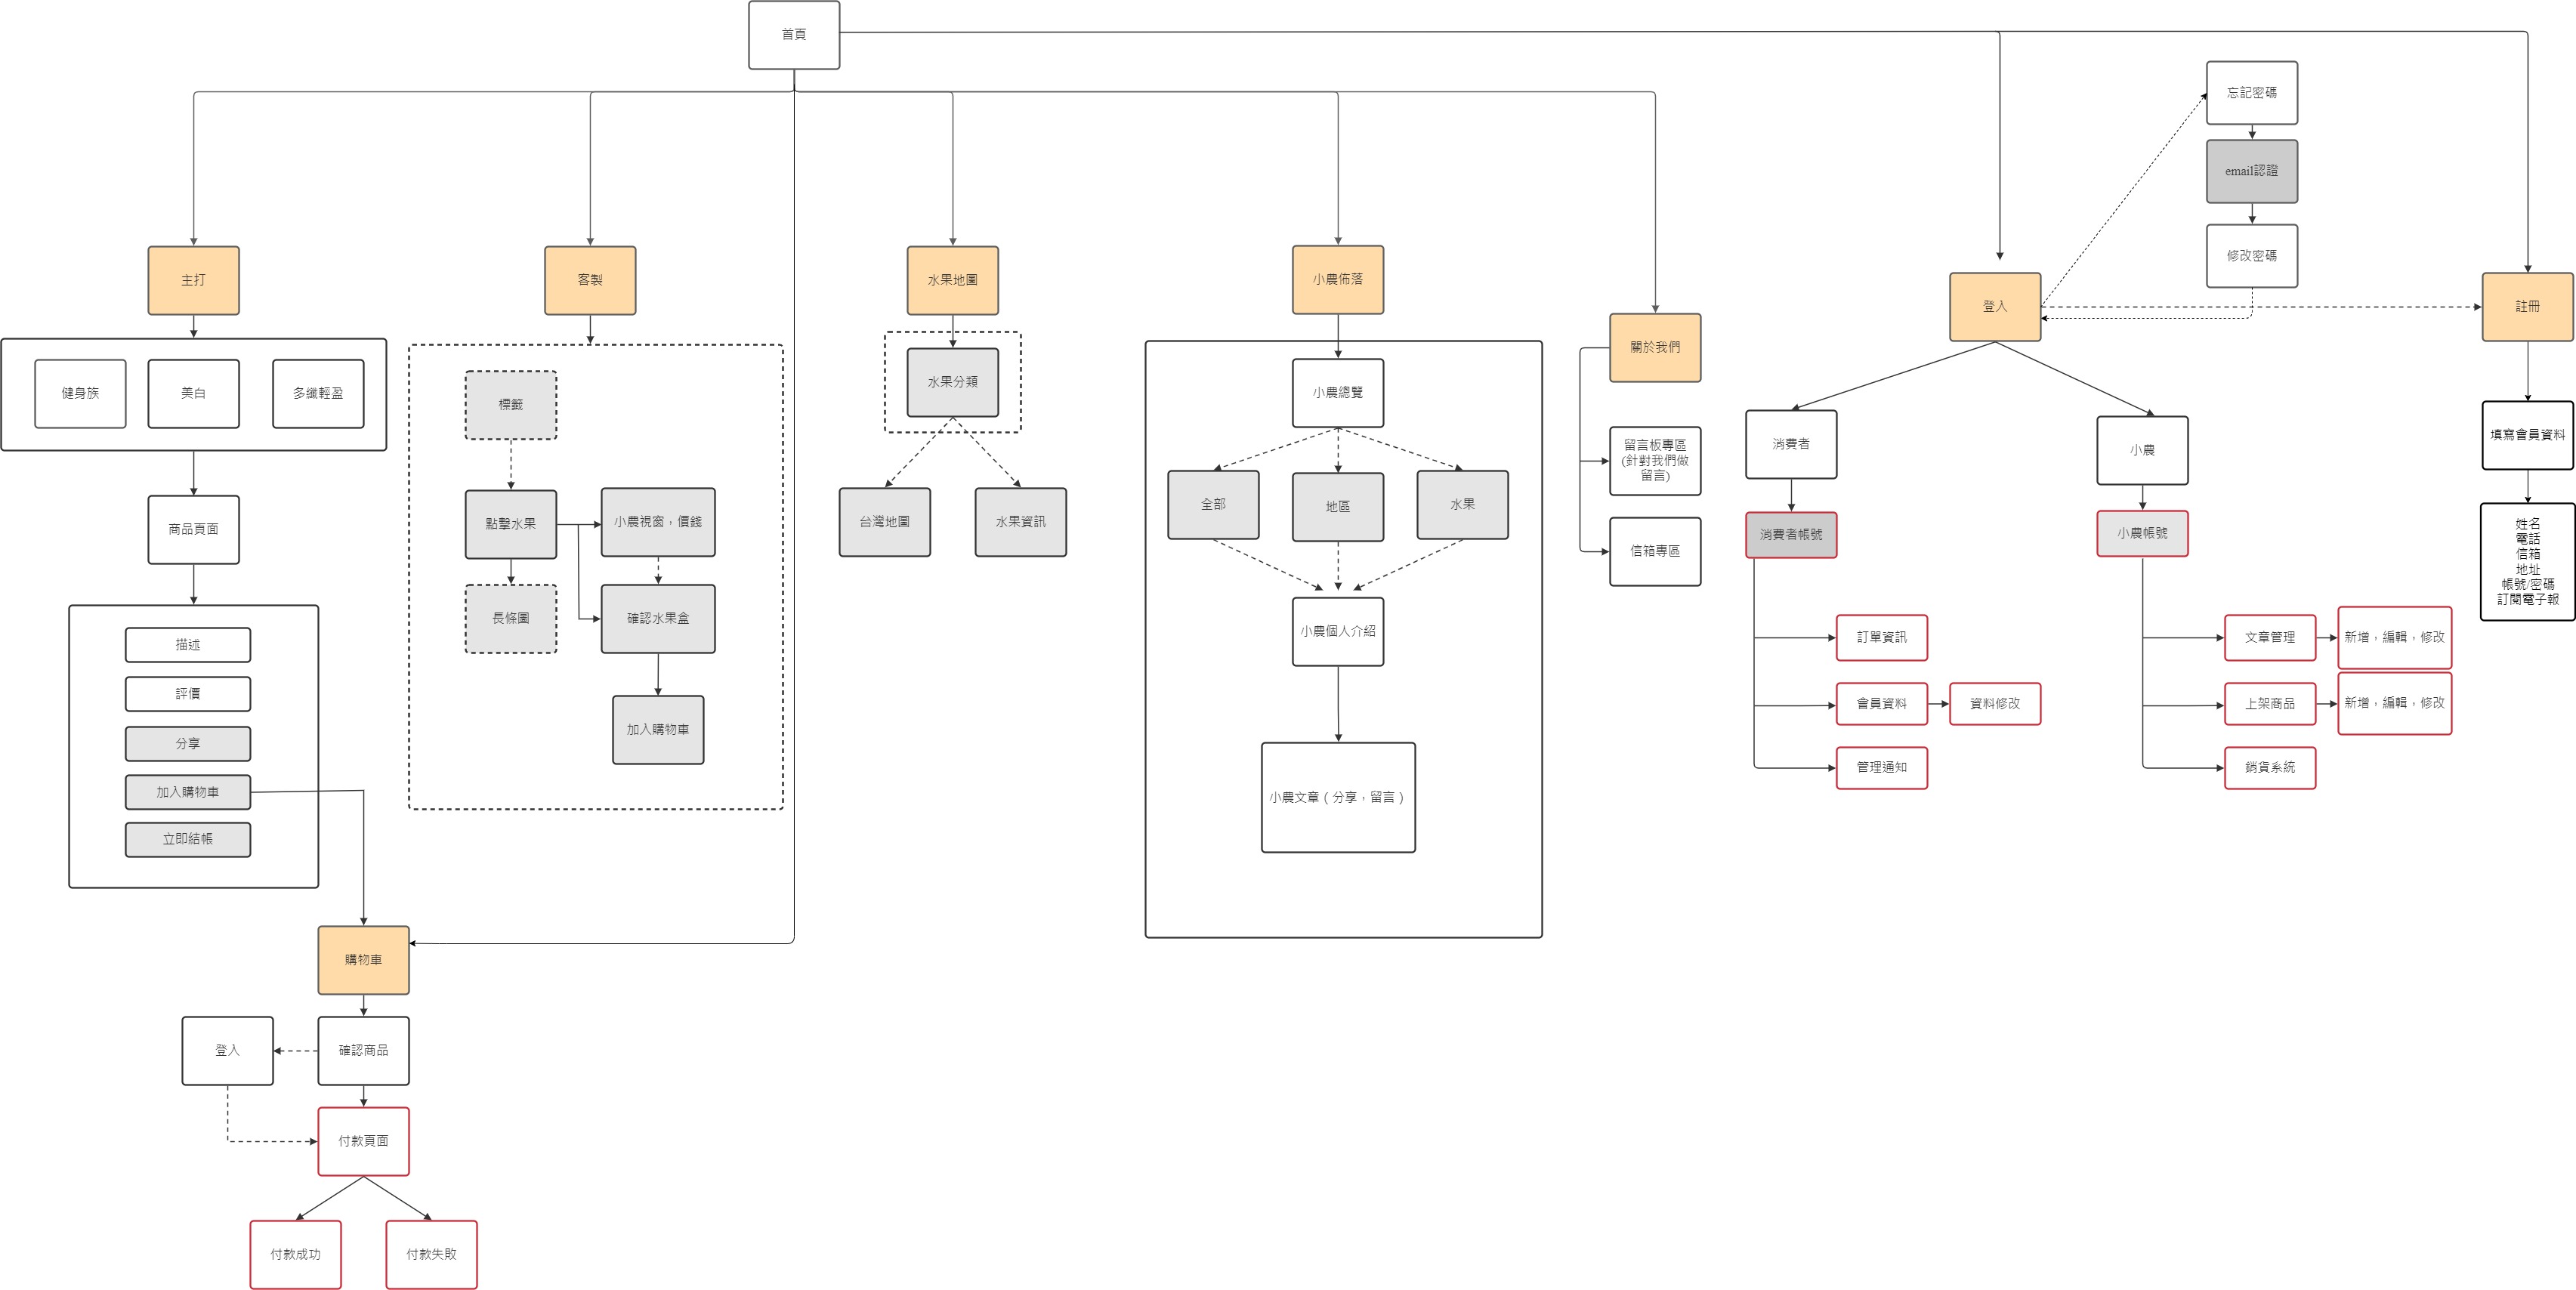 首頁
忘記密碼
email認證
修改密碼
主打
客製
水果地圖
小農佈落
關於我們
登入
註冊
健身族
美白
多纖輕盈
商品頁面
描述
評價
分享
加入購物車
立即結帳
標籤
點擊水果
小農視窗，價錢
長條圖
確認水果盒
加入購物車
水果分類
台灣地圖
水果資訊
小農總覽
全部
地區
水果
小農個人介紹
小農文章（分享，留言）
留言板專區
(針對我們做
留言)
信箱專區
消費者
消費者帳號
訂單資訊
會員資料
資料修改
管理通知
小農
小農帳號
文章管理
新增，編輯，修改
上架商品
新增，編輯，修改
銷貨系統
填寫會員資料
姓名
電話
信箱
地址
帳號/密碼
訂閱電子報
購物車
登入
確認商品
付款頁面
付款成功
付款失敗